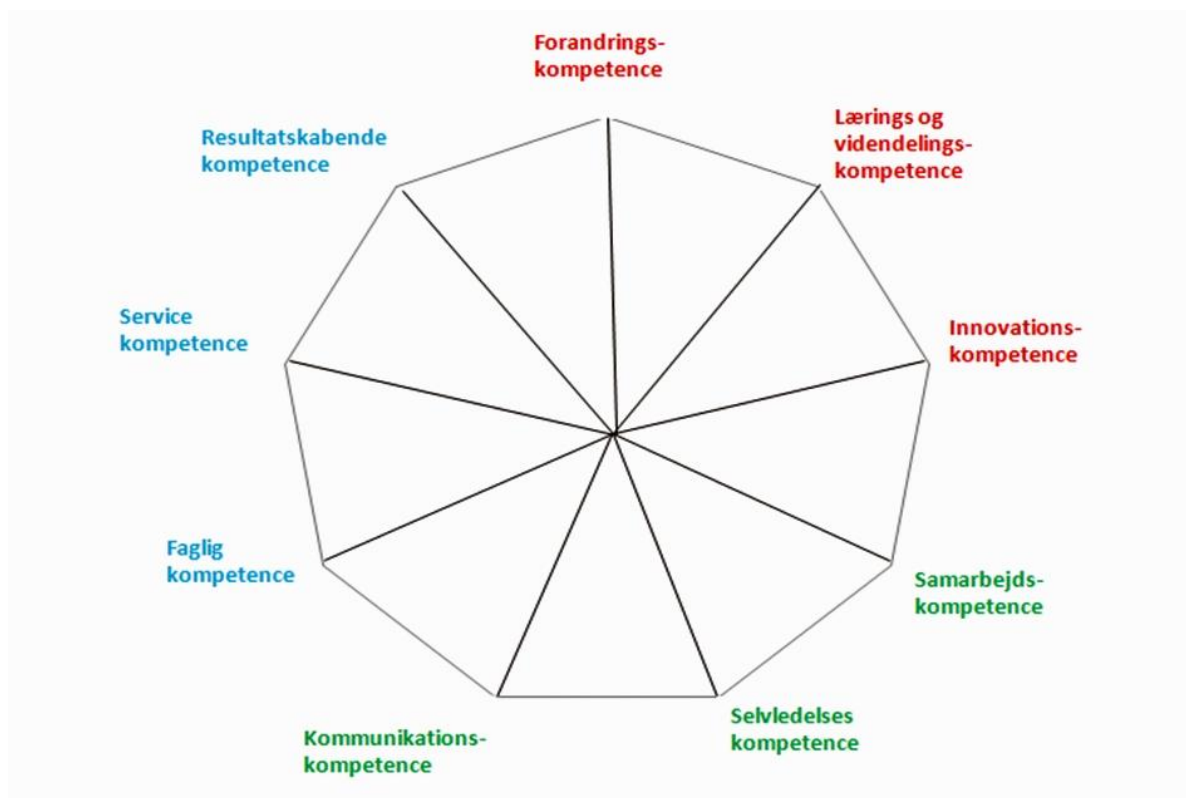 Forandrings-
kompetence
Lærings og
videndelings-
kompetence
Innovations-
kompetence
Samarbejds-
kompetence
Selvledelses
kompetence
Kommunikations-
kompetence
Faglig
kompetence
Service
kompetence
Resultatskabende
kompetence